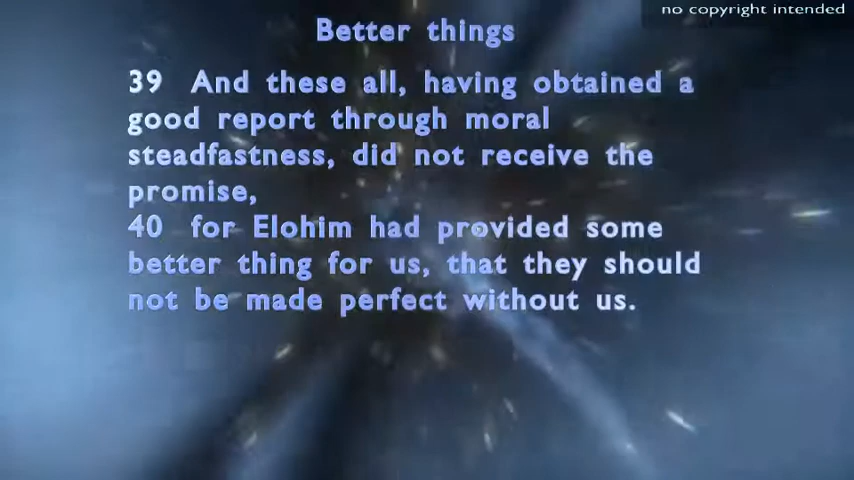 no copyright intended
Better things
39 And these all, having obtained a
good report through moral
steadfastness, did not receive the
promise,
40 for Elohim had provided some
better thing for us, that they should
not be made perfect without us.